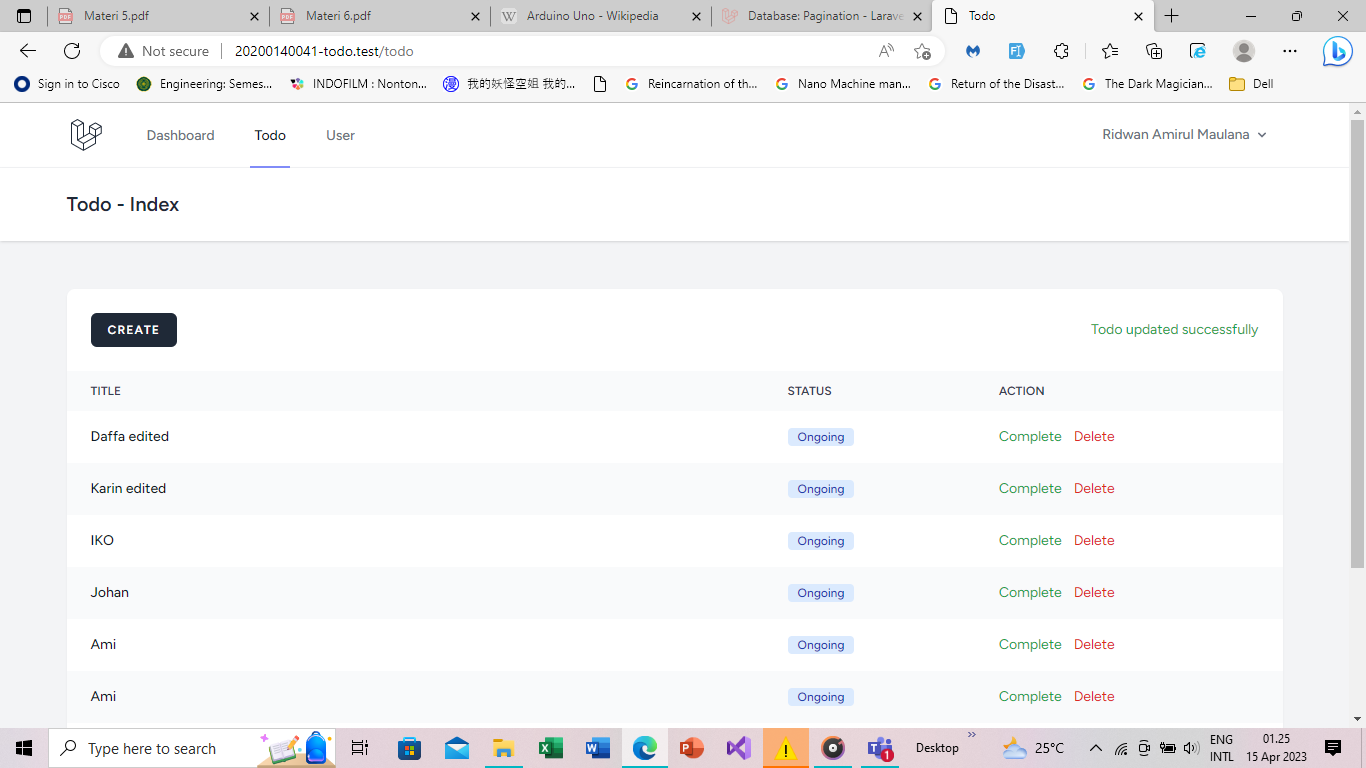 Materi 5.pdf
Materi 6.pdf
Arduino Uno - Wikipedia
Database: Pagination - Larave
Todo
Not secure
20200140041-todo.test/todo
Sign in to Cisco
Engineering: Semes...
INDOFILM : Nonton...
我的妖怪空姐 我的...
Reincarnation of th...
Nano Machine man...
Return of the Disast...
The Dark Magician...
Dell
Dashboard
Todo
User
Ridwan Amirul Maulana
Todo - Index
CREATE
Todo updated successfully
TITLE STATUS ACTION
Daffa edited Ongoing Complete Delete
Karin edited Ongoing Complete Delete
IKO Ongoing Complete Delete
Johan Ongoing Complete Delete
Ami Ongoing Complete Delete
Ami Ongoing Complete Delete
Type here to search
Desktop
25°C
ENG
INTL
01.25
15 Apr 2023